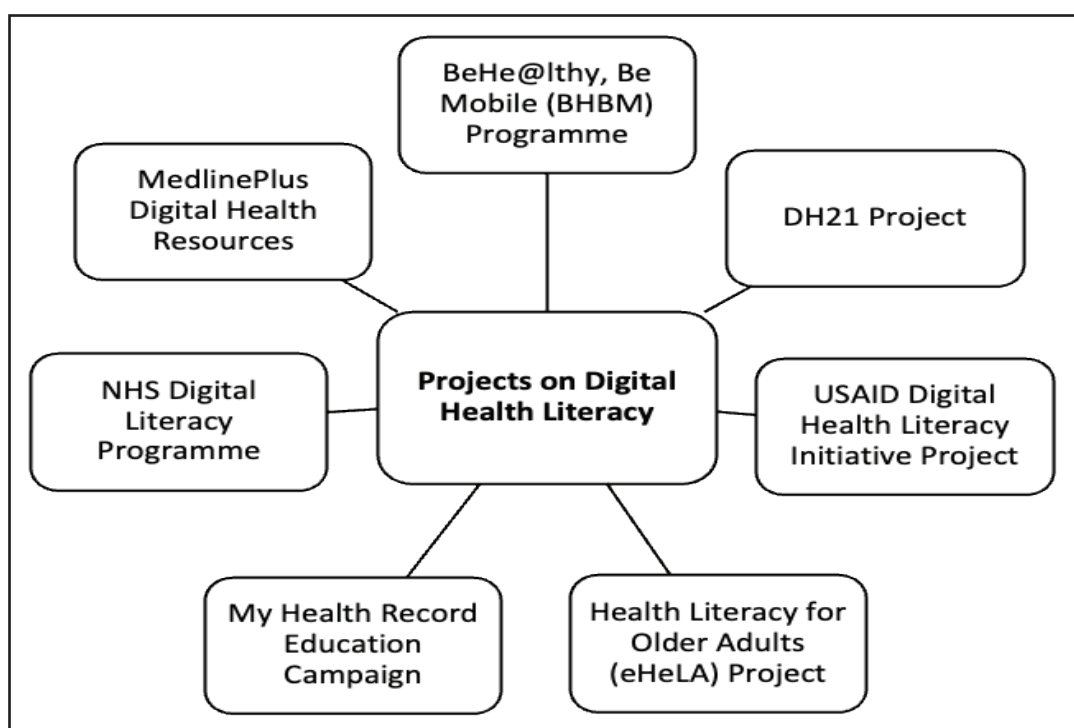 BeHe@lthy, Be
Mobile (BHBM)
Programme
MedlinePlus
Digital Health
Resources
DH21 Project
Projects on Digital
Health Literacy
NHS Digital
Literacy
Programme
USAID Digital
Health Literacy
Initiative Project
My Health Record
Education
Campaign
Health Literacy for
Older Adults
(eHeLA) Project